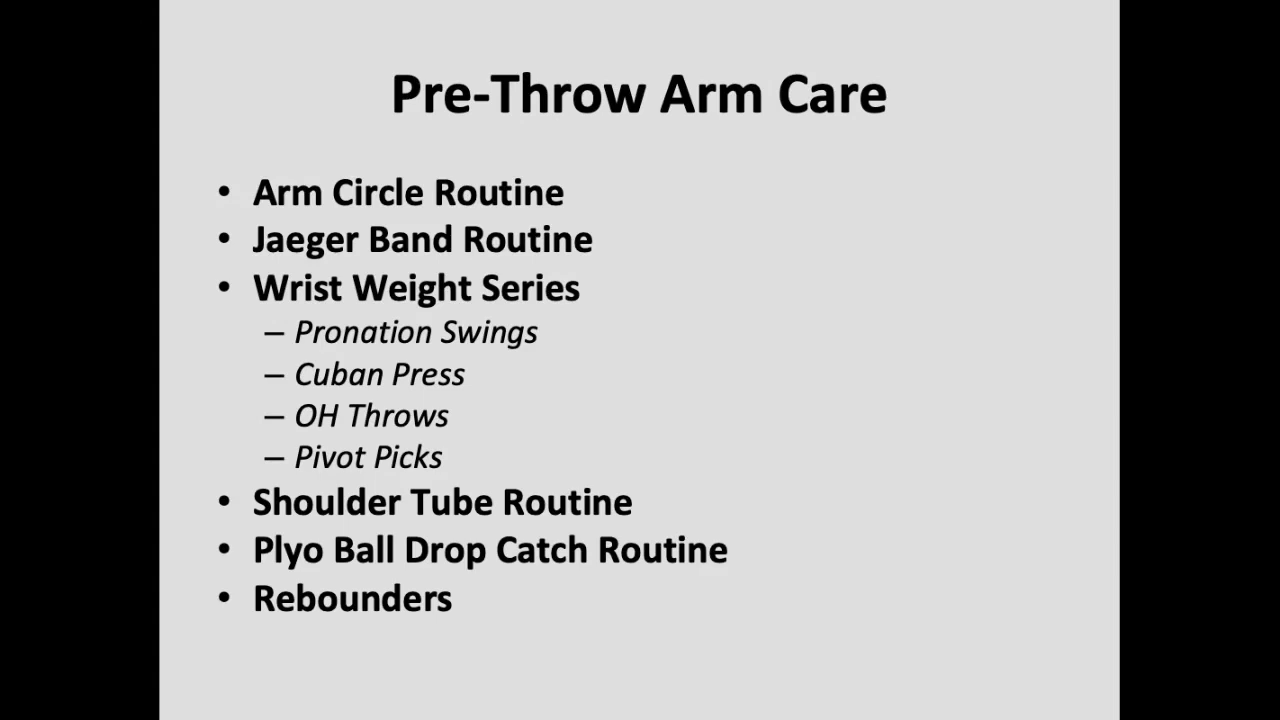 Pre-Throw Arm Care
• Arm Circle Routine
• Jaeger Band Routine
• Wrist Weight Series
– Pronation Swings
– Cuban Press
– OH Throws
– Pivot Picks
• Shoulder Tube Routine
• Plyo Ball Drop Catch Routine
• Rebounders